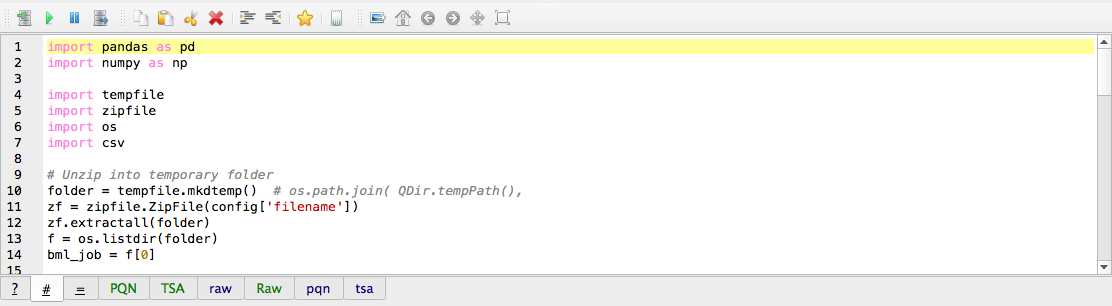 1 import pandas as pd
2 import numpy as np
3
4 import tempfile
5 import zipfile
6 import os
7 import csv
8
9 # Unzip into temporary folder
10 folder = tempfile.mkdtemp()  # os.path.join( QDir.tempPath(),
11 zf = zipfile.ZipFile(config['filename'])
12 zf.extractall(folder)
13 f = os.listdir(folder)
14 bml_job = f[0]
15
? # = PQN TSA raw Raw pqn tsa